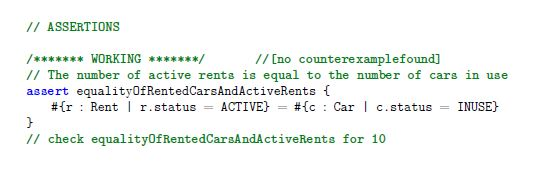 // ASSERTIONS
/******* WORKING *******/ //[no counterexamplefound]
// The number of active rents is equal to the number of cars in use
assert equalityOfRentedCarsAndActiveRents {
#{r : Rent | r.status = ACTIVE} = #{c : Car | c.status = INUSE}
}
// check equalityOfRentedCarsAndActiveRents for 10